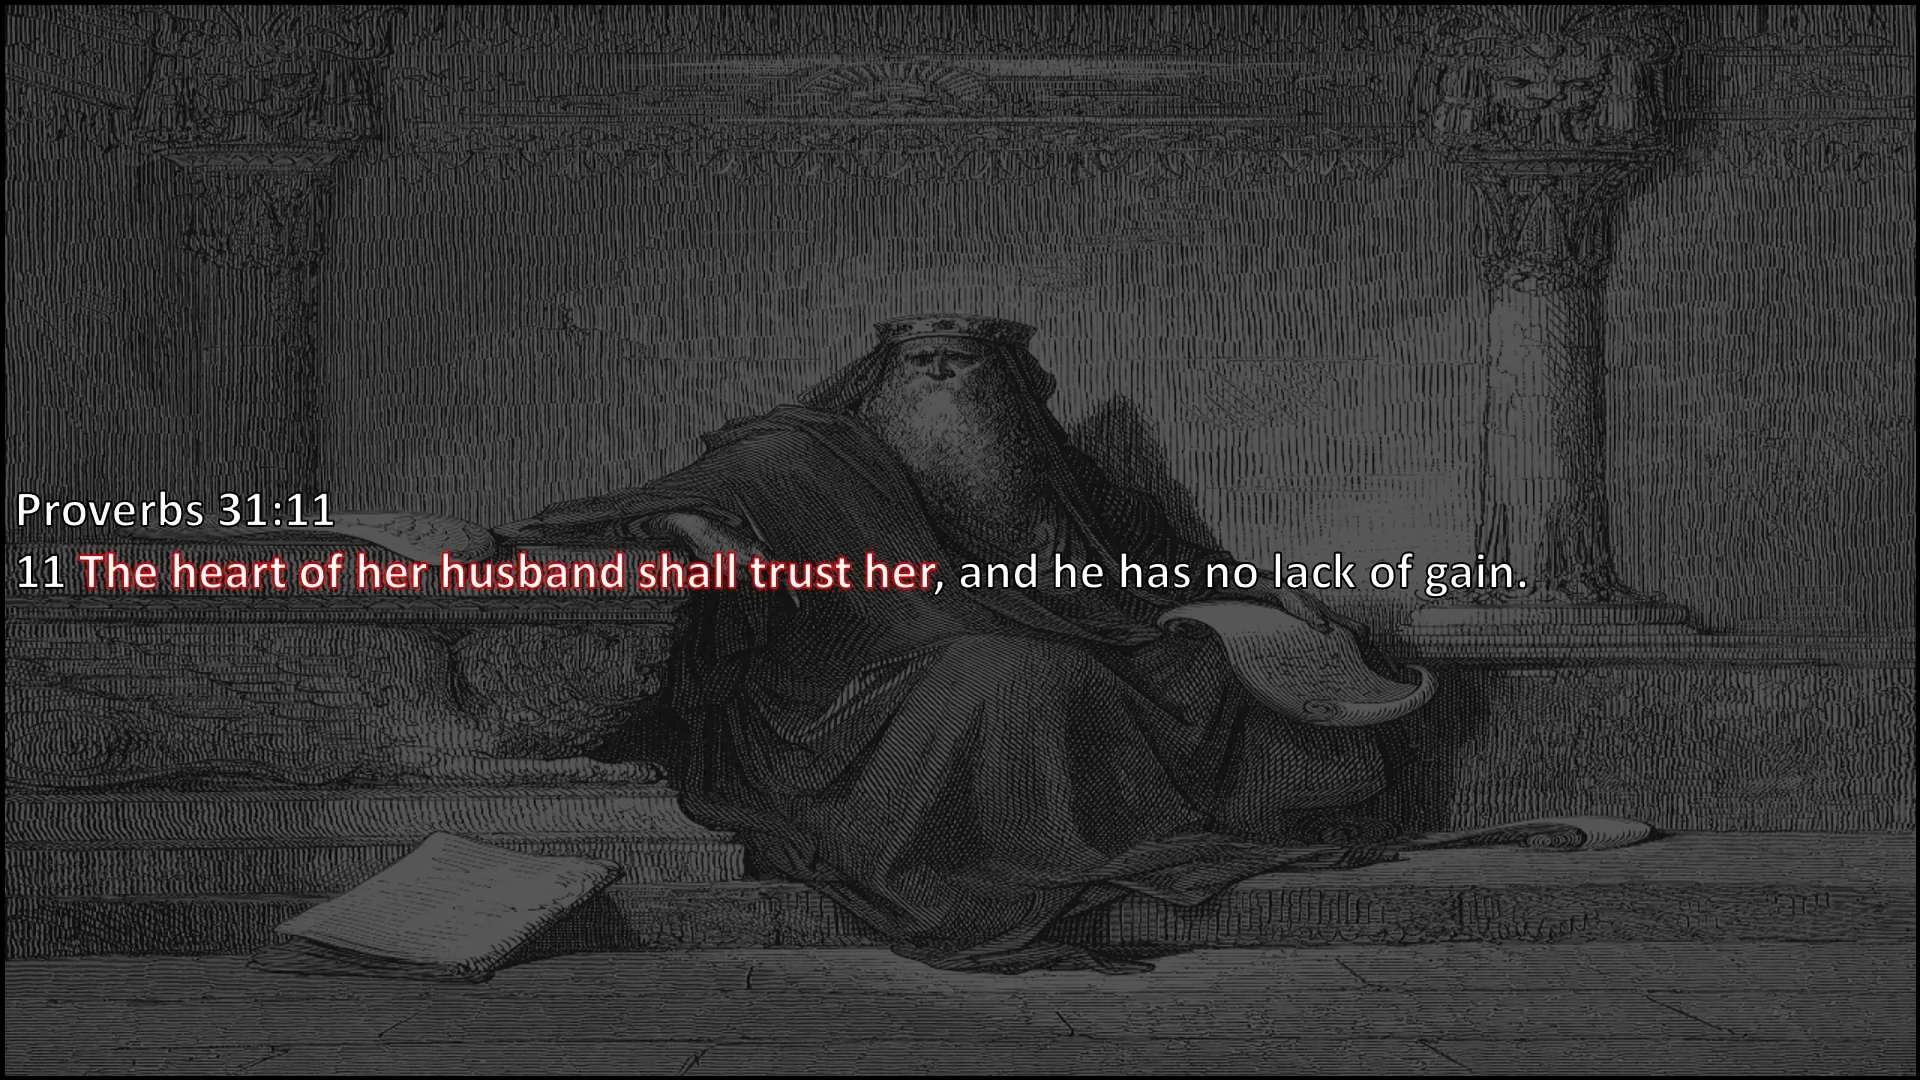 Proverbs 31:11
11 The heart of her husband shall trust her, and he has no lack of gain.